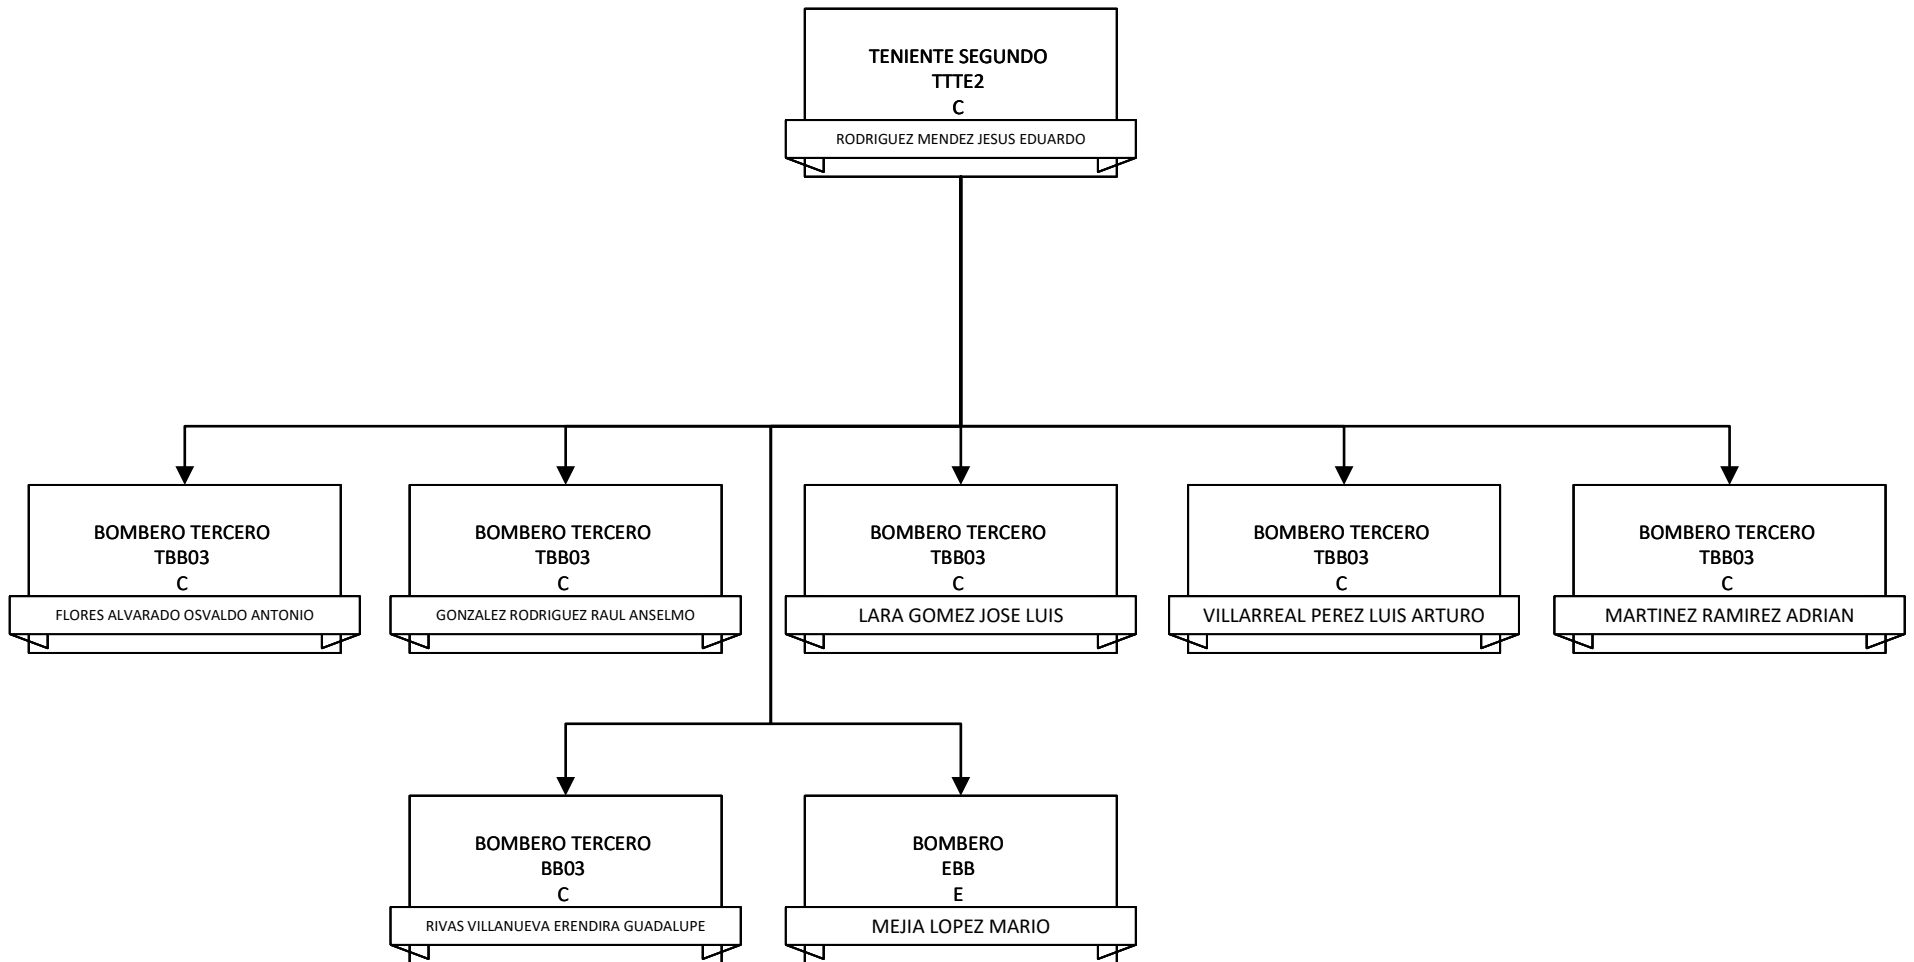 TENIENTE SEGUNDO
TTTE2
C
RODRIGUEZ MENDEZ JESUS EDUARDO
BOMBERO TERCERO
TBB03
C
FLORES ALVARADO OSVALDO ANTONIO
BOMBERO TERCERO
TBB03
C
GONZALEZ RODRIGUEZ RAUL ANSELMO
BOMBERO TERCERO
TBB03
C
LARA GOMEZ JOSE LUIS
BOMBERO TERCERO
TBB03
C
VILLARREAL PEREZ LUIS ARTURO
BOMBERO TERCERO
TBB03
C
MARTINEZ RAMIREZ ADRIAN
BOMBERO TERCERO
BB03
C
RIVAS VILLANUEVA ERENDIRA GUADALUPE
BOMBERO
EBB
E
MEJIA LOPEZ MARIO